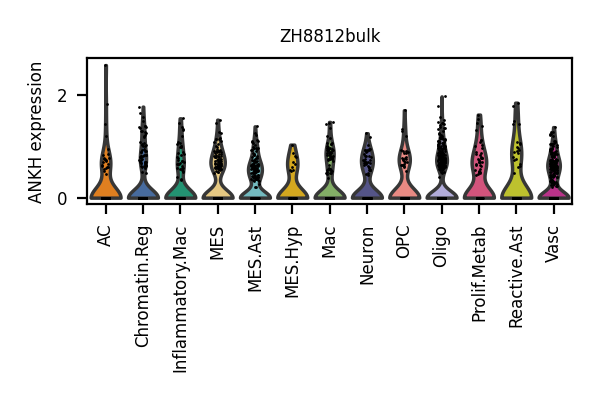 ZH8812bulk
ANKH expression
2
0
AC
Chromatin.Reg
Inflammatory.Mac
MES
MES.Ast
MES.Hyp
Mac
Neuron
OPC
Oligo
Prolif.Metab
Reactive.Ast
Vasc